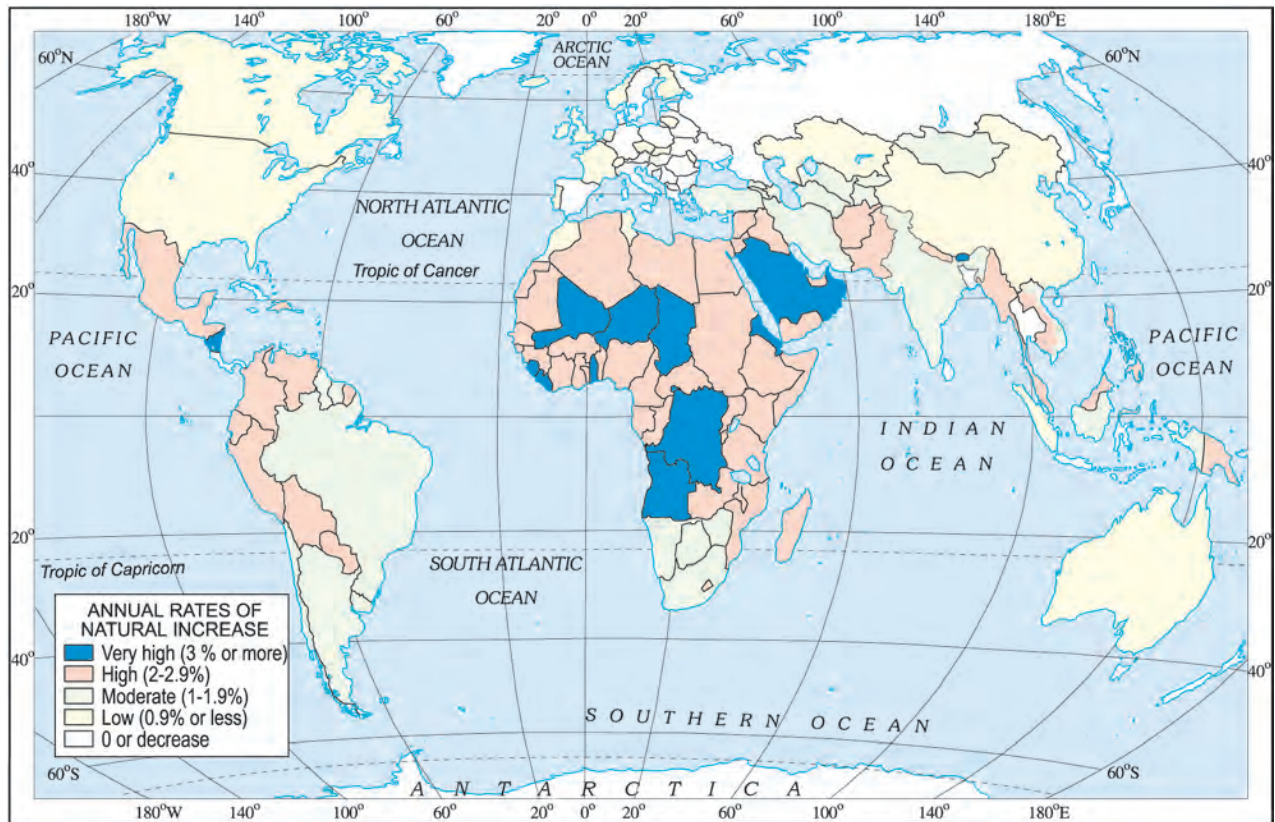 180°W 140° 100° 60° 20° 0° 20° 60° 100° 140° 180°E
60°N
ARCTIC
OCEAN
60°N
40°
40°
NORTH ATLANTIC
OCEAN
Tropic of Cancer
20°
20°
PACIFIC
OCEAN
PACIFIC
OCEAN
0°
INDIAN
OCEAN
20°
20°
Tropic of Capricorn
SOUTH ATLANTIC
OCEAN
ANNUAL RATES OF
NATURAL INCREASE
Very high (3 % or more)
High (2-2.9%)
Moderate (1-1.9%)
Low (0.9% or less)
0 or decrease
40°
40°
SOUTHERN OCEAN
60°S
60°S
ANTARCTICA
180°W 140° 100° 60° 20° 0° 20° 60° 100° 140° 180°E